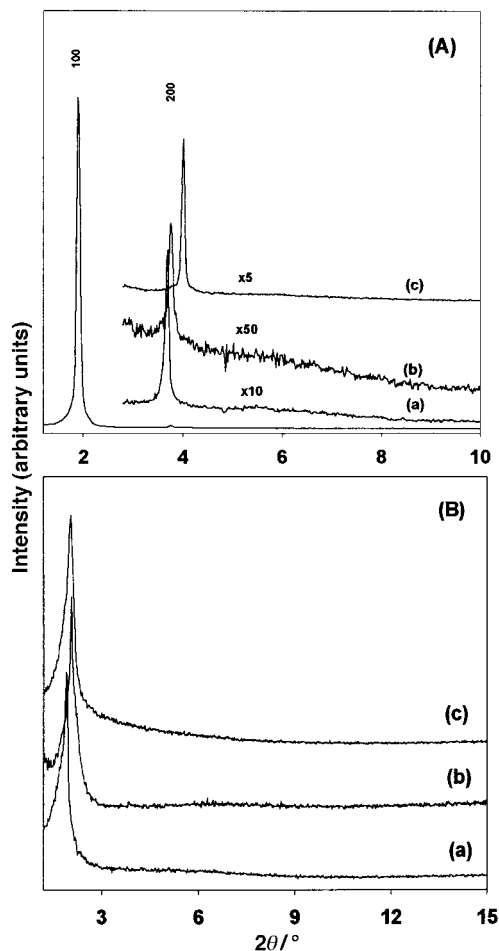 (A)
100
200
x5
(c)
x50
(b)
x10
(a)
2 4 6 8 10
Intensity (arbitrary units)
(B)
(c)
(b)
(a)
3 6 9 12 15
2θ/°